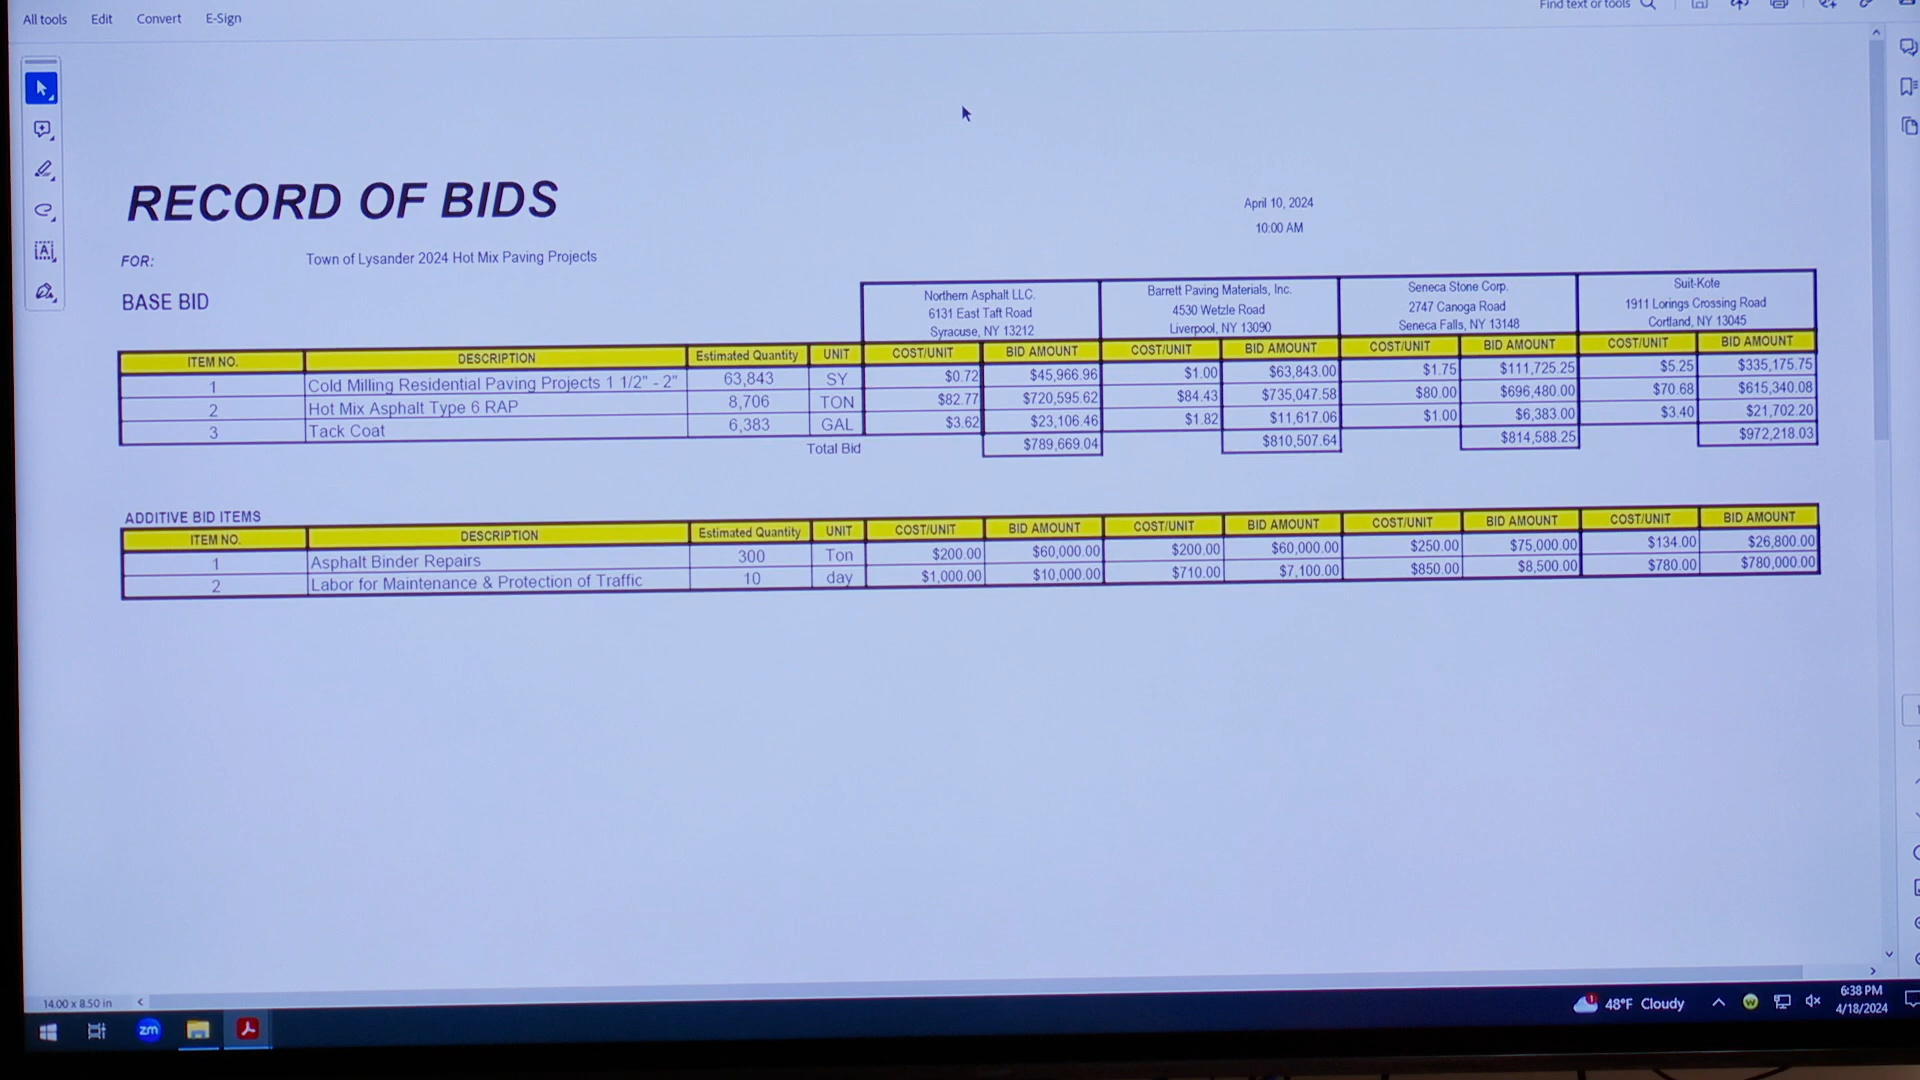 All tools Edit Convert E-Sign Find text or tools
RECORD OF BIDS
April 10, 2024
10:00 AM
FOR: Town of Lysander 2024 Hot Mix Paving Projects
BASE BID
Northern Asphalt LLC. Barrett Paving Materials, Inc. Seneca Stone Corp. Suit-Kote
6131 East Taft Road 4530 Wetzle Road 2747 Canoga Road 1911 Lorings Crossing Road
Syracuse, NY 13212 Liverpool, NY 13090 Seneca Falls, NY 13148 Cortland, NY 13045
ITEM NO. DESCRIPTION Estimated Quantity UNIT COST/UNIT BID AMOUNT COST/UNIT BID AMOUNT COST/UNIT BID AMOUNT COST/UNIT BID AMOUNT
1 Cold Milling Residential Paving Projects 1 1/2" - 2" 63,843 SY $0.72 $45,966.96 $1.00 $63,843.00 $1.75 $111,725.25 $5.25 $335,175.75
2 Hot Mix Asphalt Type 6 RAP 8,706 TON $82.77 $720,595.62 $84.43 $735,047.58 $80.00 $696,480.00 $70.68 $615,340.08
3 Tack Coat 6,383 GAL $3.62 $23,106.46 $1.82 $11,617.06 $1.00 $6,383.00 $3.40 $21,702.20
Total Bid $789,669.04 $810,507.64 $814,588.25 $972,218.03
ADDITIVE BID ITEMS
ITEM NO. DESCRIPTION Estimated Quantity UNIT COST/UNIT BID AMOUNT COST/UNIT BID AMOUNT COST/UNIT BID AMOUNT COST/UNIT BID AMOUNT
1 Asphalt Binder Repairs 300 Ton $200.00 $60,000.00 $200.00 $60,000.00 $250.00 $75,000.00 $134.00 $26,800.00
2 Labor for Maintenance & Protection of Traffic 10 day $1,000.00 $10,000.00 $710.00 $7,100.00 $850.00 $8,500.00 $780.00 $780,000.00
14.00 x 8.50 in
zm
48°F Cloudy
6:38 PM
4/18/2024